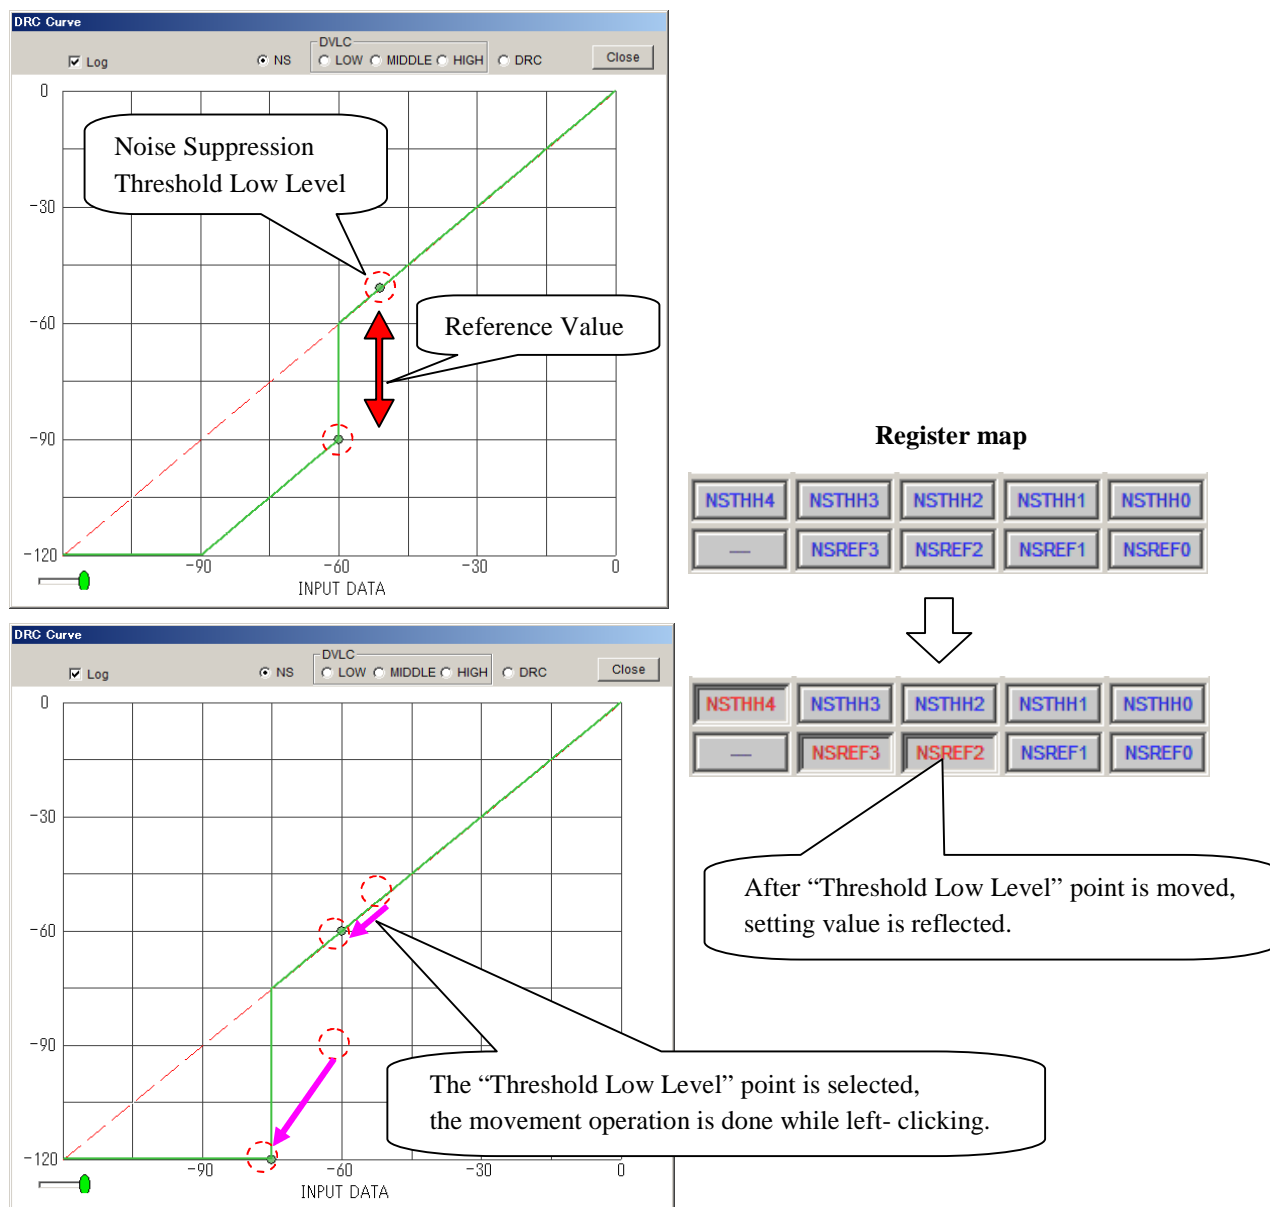 DRC Curve
Log
NS
DVLC
LOW
MIDDLE
HIGH
DRC
Close
0
Noise Suppression
Threshold Low Level
-30
-60
Reference Value
-90
-120
-90
-60
-30
0
INPUT DATA
Register map
NSTHH4 NSTHH3 NSTHH2 NSTHH1 NSTHH0
— NSREF3 NSREF2 NSREF1 NSREF0
DRC Curve
Log
NS
DVLC
LOW
MIDDLE
HIGH
DRC
Close
0
-30
-60
-90
-120
-90
-60
-30
0
INPUT DATA
NSTHH4 NSTHH3 NSTHH2 NSTHH1 NSTHH0
— NSREF3 NSREF2 NSREF1 NSREF0
After “Threshold Low Level” point is moved,
setting value is reflected.
The “Threshold Low Level” point is selected,
the movement operation is done while left- clicking.